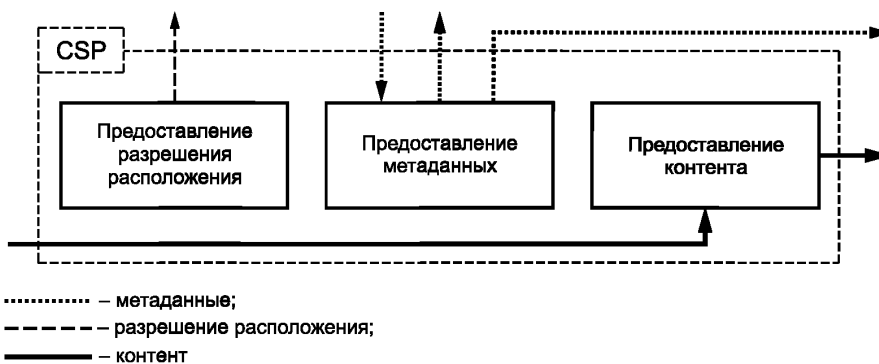 CSP
Предоставление
разрешения
расположения
Предоставление
метаданных
Предоставление
контента
– метаданные;
– разрешение расположения;
– контент